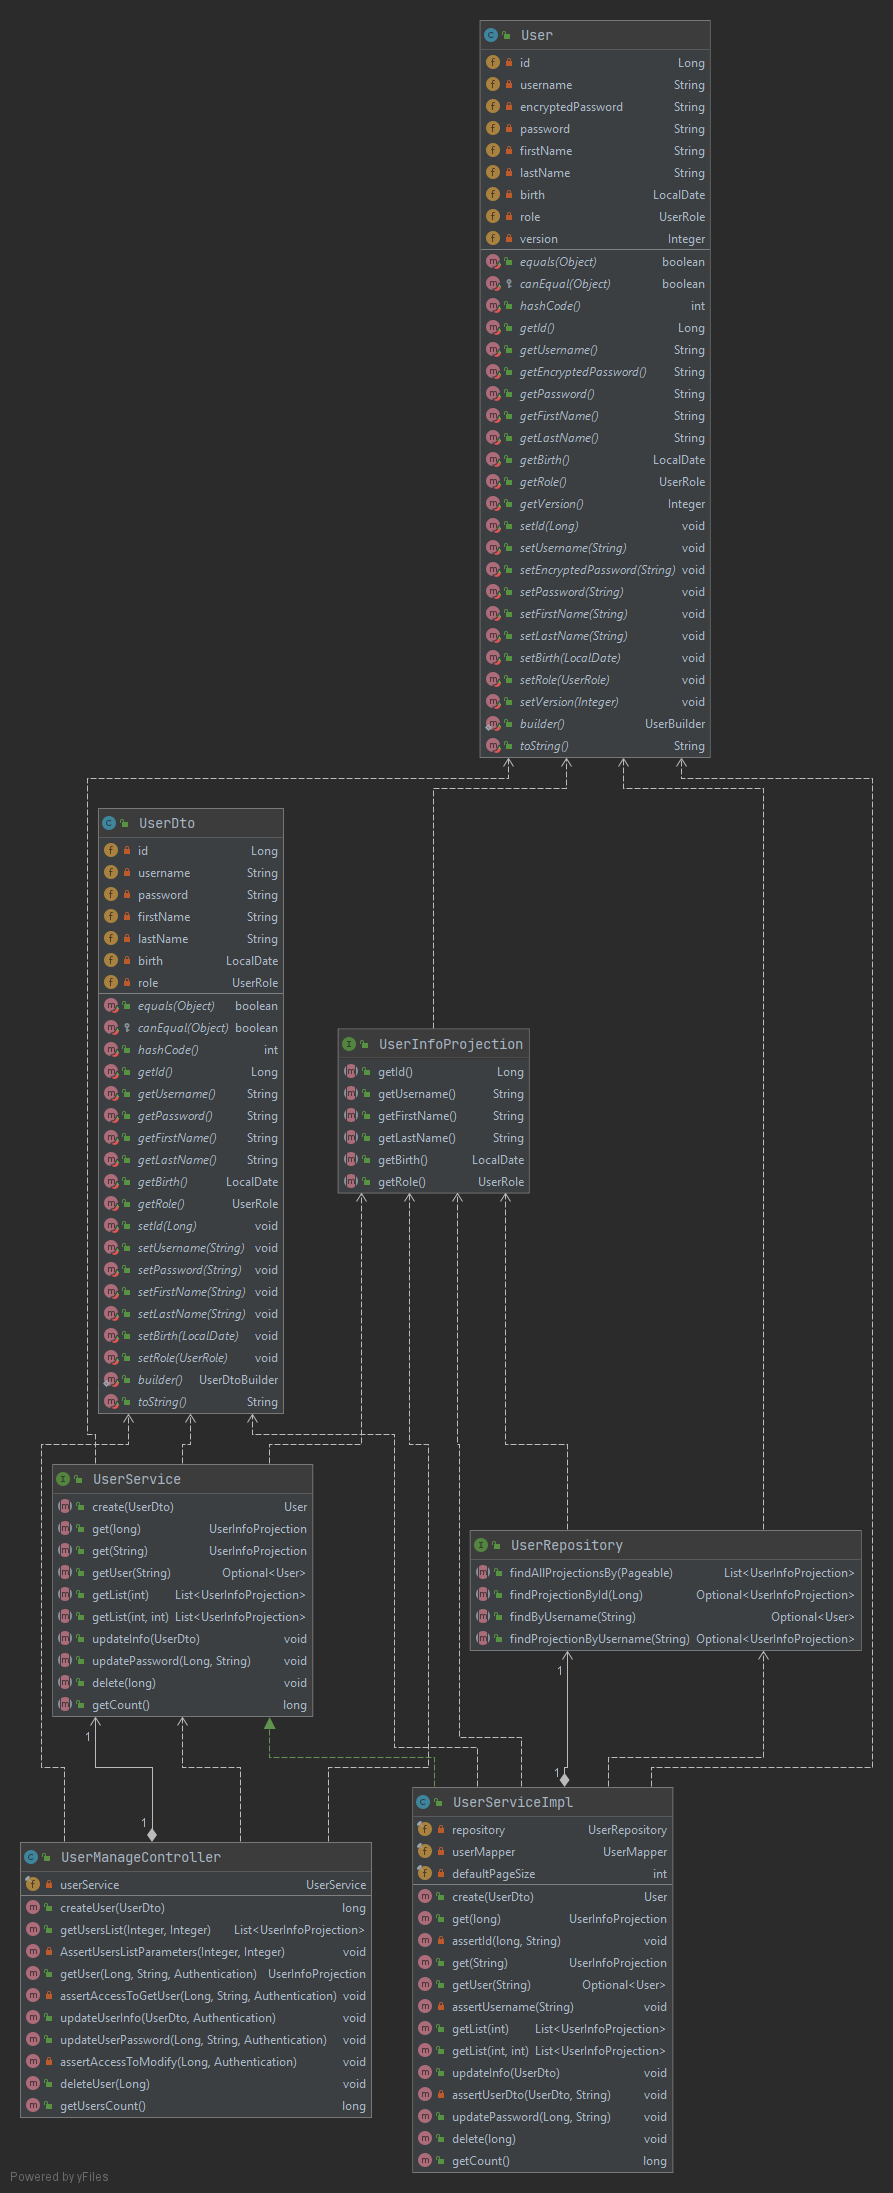 User
id Long
username String
encryptedPassword String
password String
firstName String
lastName String
birth LocalDate
role UserRole
version Integer
equals(Object) boolean
canEqual(Object) boolean
hashCode() int
getId() Long
getUsername() String
getEncryptedPassword() String
getPassword() String
getFirstName() String
getLastName() String
getBirth() LocalDate
getRole() UserRole
getVersion() Integer
setId(Long) void
setUsername(String) void
setEncryptedPassword(String) void
setPassword(String) void
setFirstName(String) void
setLastName(String) void
setBirth(LocalDate) void
setRole(UserRole) void
setVersion(Integer) void
builder() UserBuilder
toString() String
UserDto
id Long
username String
password String
firstName String
lastName String
birth LocalDate
role UserRole
equals(Object) boolean
canEqual(Object) boolean
hashCode() int
getId() Long
getUsername() String
getPassword() String
getFirstName() String
getLastName() String
getBirth() LocalDate
getRole() UserRole
setId(Long) void
setUsername(String) void
setPassword(String) void
setFirstName(String) void
setLastName(String) void
setBirth(LocalDate) void
setRole(UserRole) void
builder() UserDtoBuilder
toString() String
UserInfoProjection
getId() Long
getUsername() String
getFirstName() String
getLastName() String
getBirth() LocalDate
getRole() UserRole
UserService
create(UserDto) User
get(long) UserInfoProjection
get(String) UserInfoProjection
getUser(String) Optional<User>
getList(int) List<UserInfoProjection>
getList(int, int) List<UserInfoProjection>
updateInfo(UserDto) void
updatePassword(Long, String) void
delete(long) void
getCount() long
UserRepository
findAllProjectionsBy(Pageable) List<UserInfoProjection>
findProjectionById(Long) Optional<UserInfoProjection>
findByUsername(String) Optional<User>
findProjectionByUsername(String) Optional<UserInfoProjection>
1
1
1
1
UserManageController
userService UserService
createUser(UserDto) long
getUsersList(Integer, Integer) List<UserInfoProjection>
AssertUsersListParameters(Integer, Integer) void
getUser(Long, String, Authentication) UserInfoProjection
assertAccessToGetUser(Long, String, Authentication) void
updateUserInfo(UserDto, Authentication) void
updateUserPassword(Long, String, Authentication) void
assertAccessToModify(Long, Authentication) void
deleteUser(Long) void
getUsersCount() long
UserServiceImpl
repository UserRepository
userMapper UserMapper
defaultPageSize int
create(UserDto) User
get(long) UserInfoProjection
assertId(long, String) void
get(String) UserInfoProjection
getUser(String) Optional<User>
assertUsername(String) void
getList(int) List<UserInfoProjection>
getList(int, int) List<UserInfoProjection>
updateInfo(UserDto) void
assertUserDto(UserDto, String) void
updatePassword(Long, String) void
delete(long) void
getCount() long
Powered by yFiles